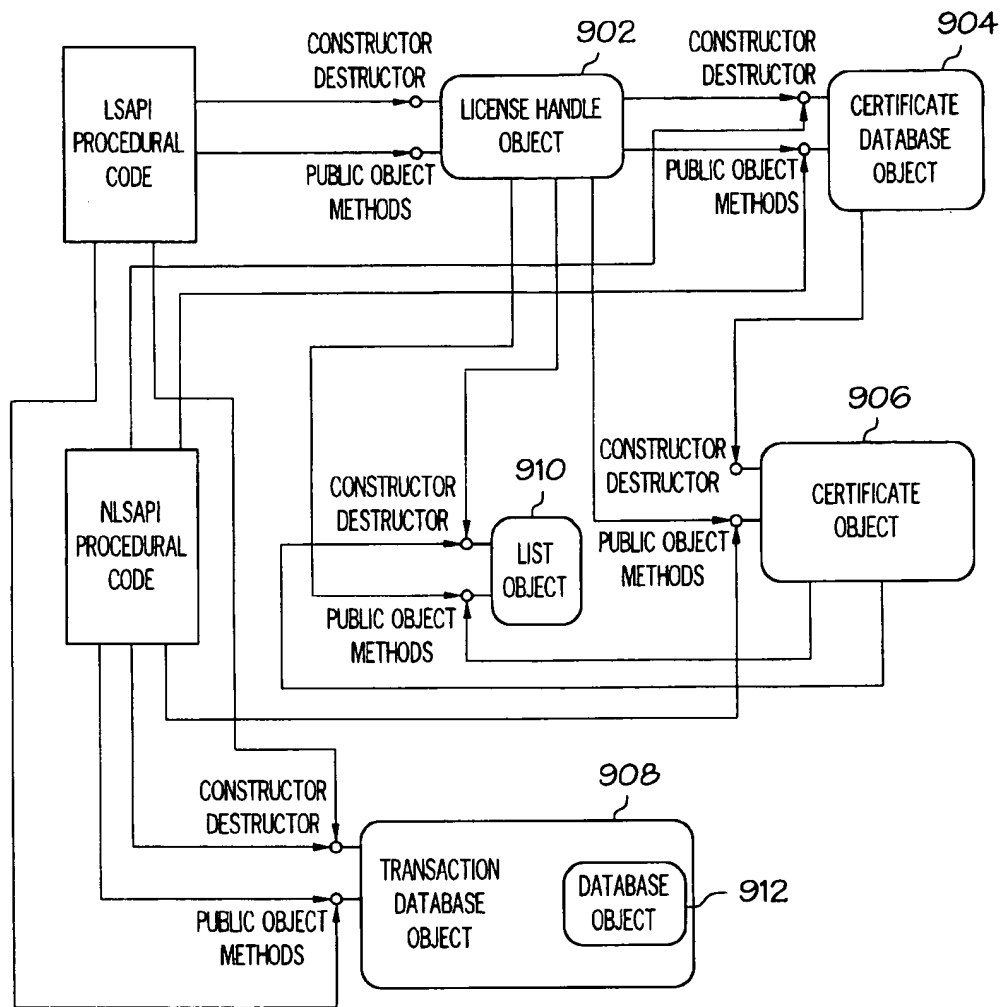 902
904
CONSTRUCTOR
DESTRUCTOR
CONSTRUCTOR
DESTRUCTOR
LSAPI
PROCEDURAL
CODE
LICENSE HANDLE
OBJECT
CERTIFICATE
DATABASE
OBJECT
PUBLIC OBJECT
METHODS
PUBLIC OBJECT
METHODS
906
CONSTRUCTOR
DESTRUCTOR
910
CONSTRUCTOR
DESTRUCTOR
CERTIFICATE
OBJECT
NLSAPI
PROCEDURAL
CODE
LIST
OBJECT
PUBLIC OBJECT
METHODS
PUBLIC OBJECT
METHODS
908
CONSTRUCTOR
DESTRUCTOR
TRANSACTION
DATABASE
OBJECT
DATABASE
OBJECT
912
PUBLIC OBJECT
METHODS